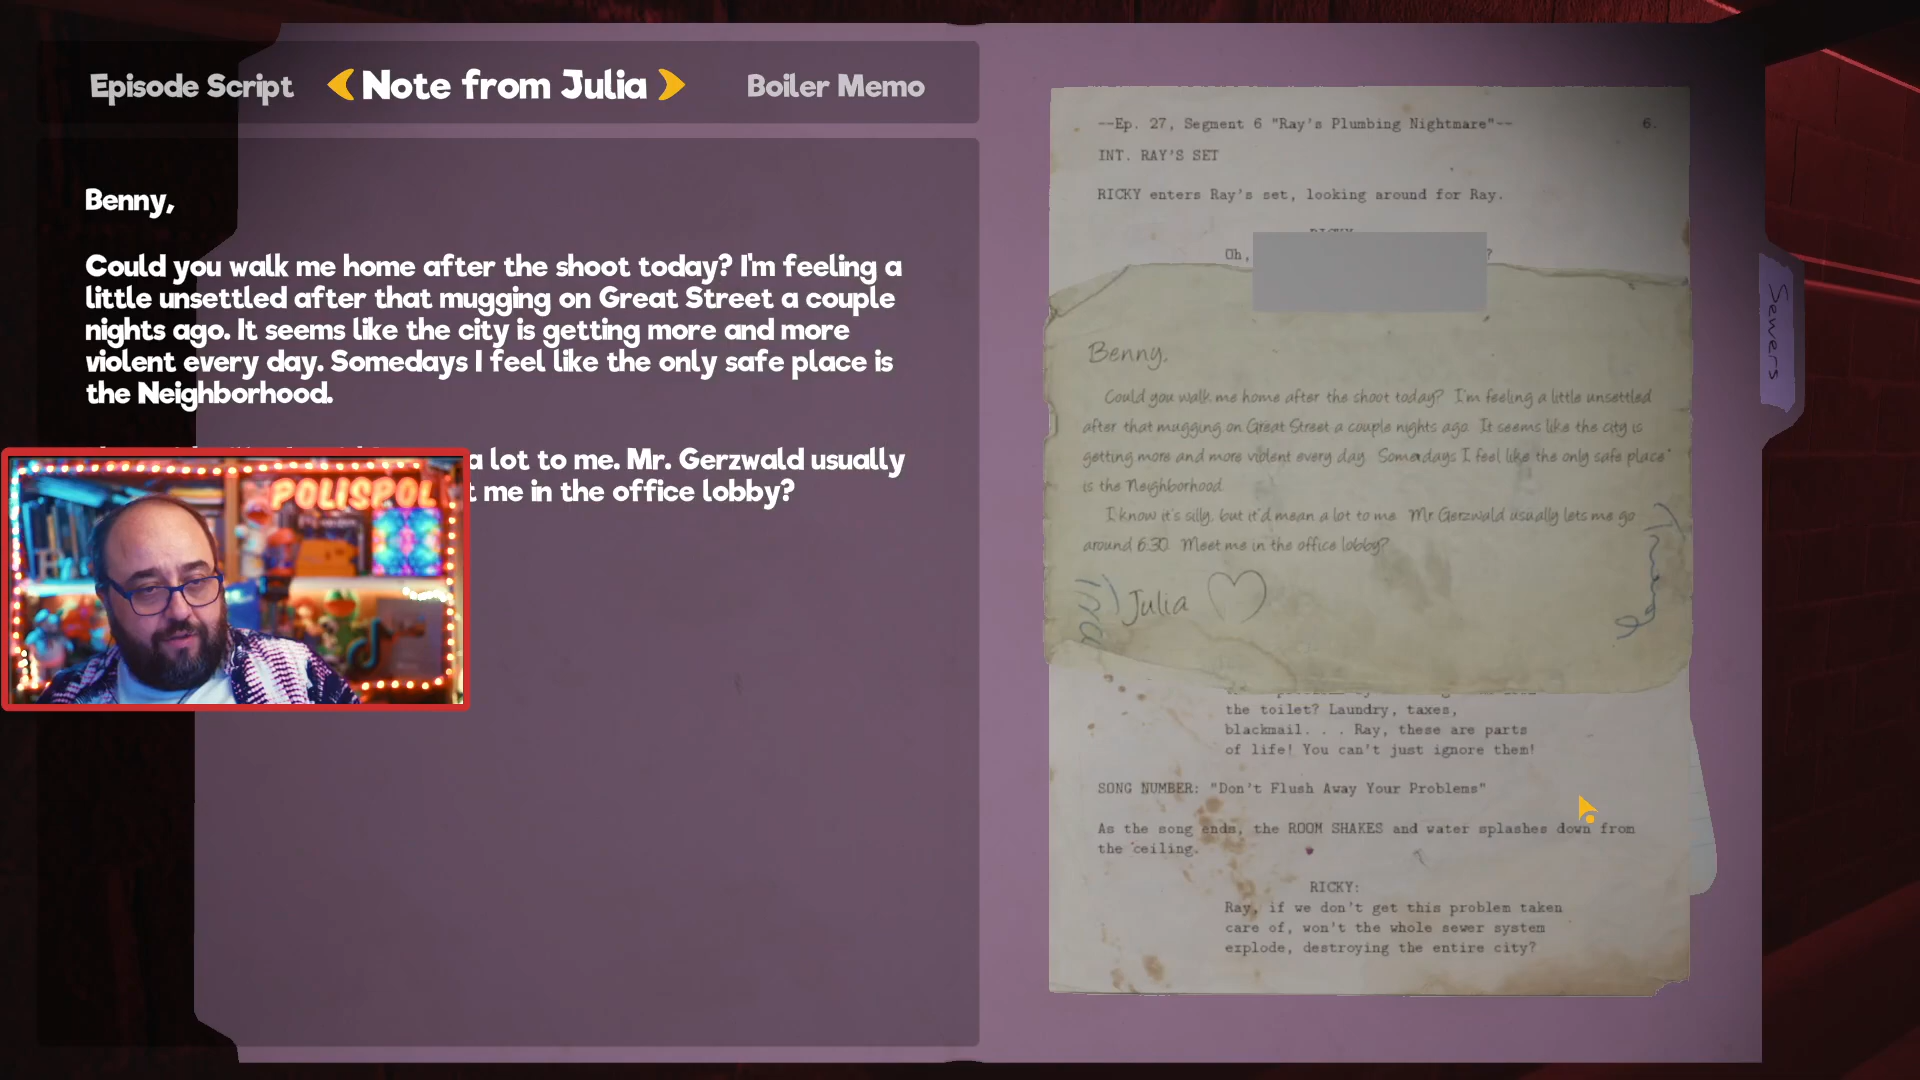 Episode Script
Note from Julia
Boiler Memo
Benny,
Could you walk me home after the shoot today? I'm feeling a
little unsettled after that mugging on Great Street a couple
nights ago. It seems like the city is getting more and more
violent every day. Somedays I feel like the only safe place is
the Neighborhood.
a lot to me. Mr. Gerzwald usually
t me in the office lobby?
POLISPOL
--Ep. 27, Segment 6 "Ray's Plumbing Nightmare"-- 6.
INT. RAY'S SET
RICKY enters Ray's set, looking around for Ray.
RICKY
Oh, ?
Benny,
Could you walk me home after the shoot today? I'm feeling a little unsettled
after that mugging on Great Street a couple nights ago. It seems like the city is
getting more and more violent every day. Somedays I feel like the only safe place
is the Neighborhood.
I know it's silly, but it'd mean a lot to me. Mr. Gerzwald usually lets me go
around 6:30. Meet me in the office lobby?
Julia
the toilet? Laundry, taxes,
blackmail. . . Ray, these are parts
of life! You can't just ignore them!
SONG NUMBER: "Don't Flush Away Your Problems"
As the song ends, the ROOM SHAKES and water splashes down from
the ceiling.
RICKY:
Ray, if we don't get this problem taken
care of, won't the whole sewer system
explode, destroying the entire city?
Sewers